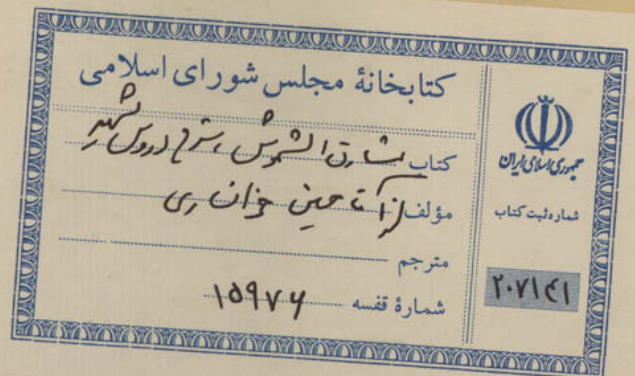 کتابخانهٔ مجلس شورای اسلامی
کتاب مشارق الشموس، شرح دروس شهید
مؤلف از آقا حسین خوانساری
مترجم
شمارهٔ قفسه ۱۵۹۷۶
جمهوری اسلامی ایران
شماره ثبت کتاب
۲۰۷۱۴۱